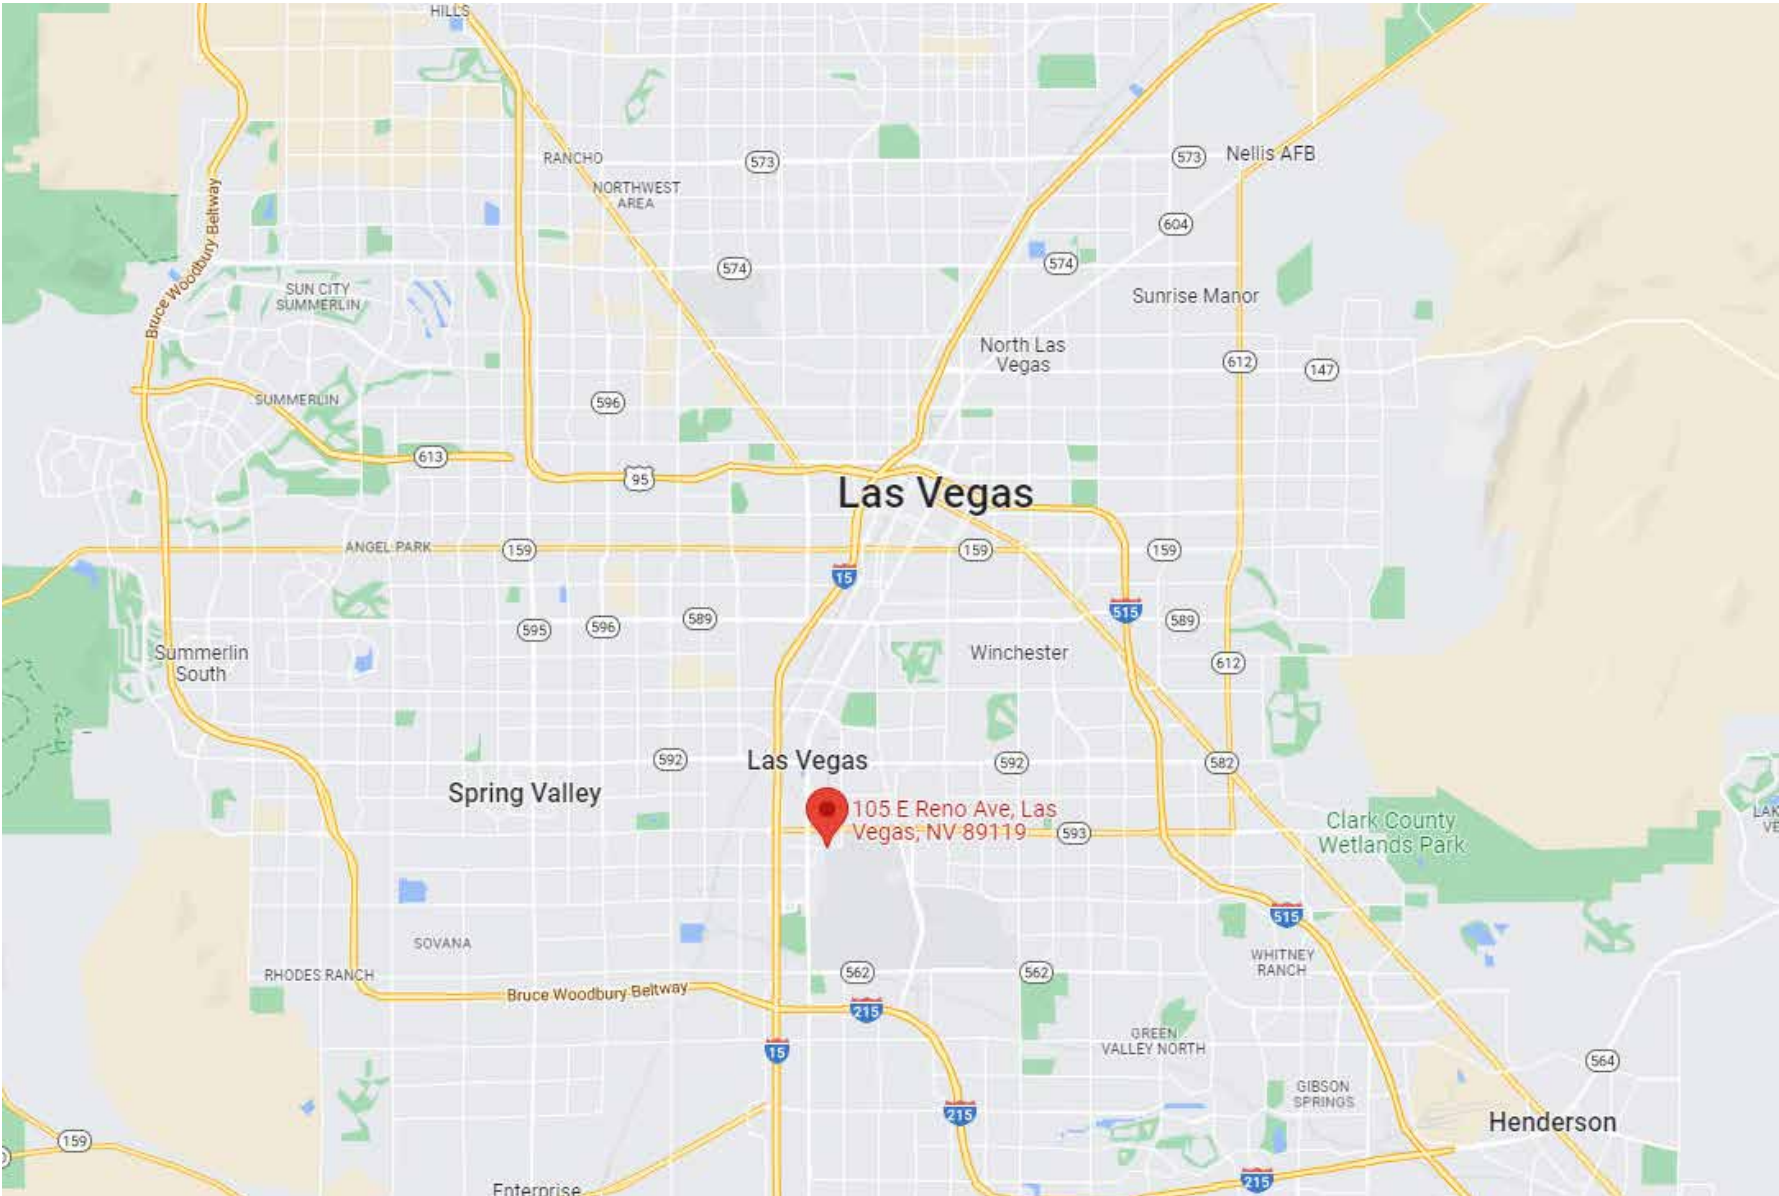 HILLS
RANCHO
573
573
Nellis AFB
NORTHWEST
AREA
604
Bruce Woodbury Beltway
574
574
SUN CITY
SUMMERLIN
Sunrise Manor
North Las
Vegas
612
147
SUMMERLIN
596
613
95
Las Vegas
ANGEL PARK
159
159
159
15
515
595
596
589
589
Summerlin
South
Winchester
612
592
Las Vegas
592
582
Spring Valley
105 E Reno Ave, Las
Vegas, NV 89119
593
Clark County
Wetlands Park
LAK
VE
515
SOVANA
WHITNEY
RANCH
RHODES RANCH
562
562
Bruce Woodbury Beltway
215
15
GREEN
VALLEY NORTH
564
GIBSON
SPRINGS
215
Henderson
159
215
Enterprise